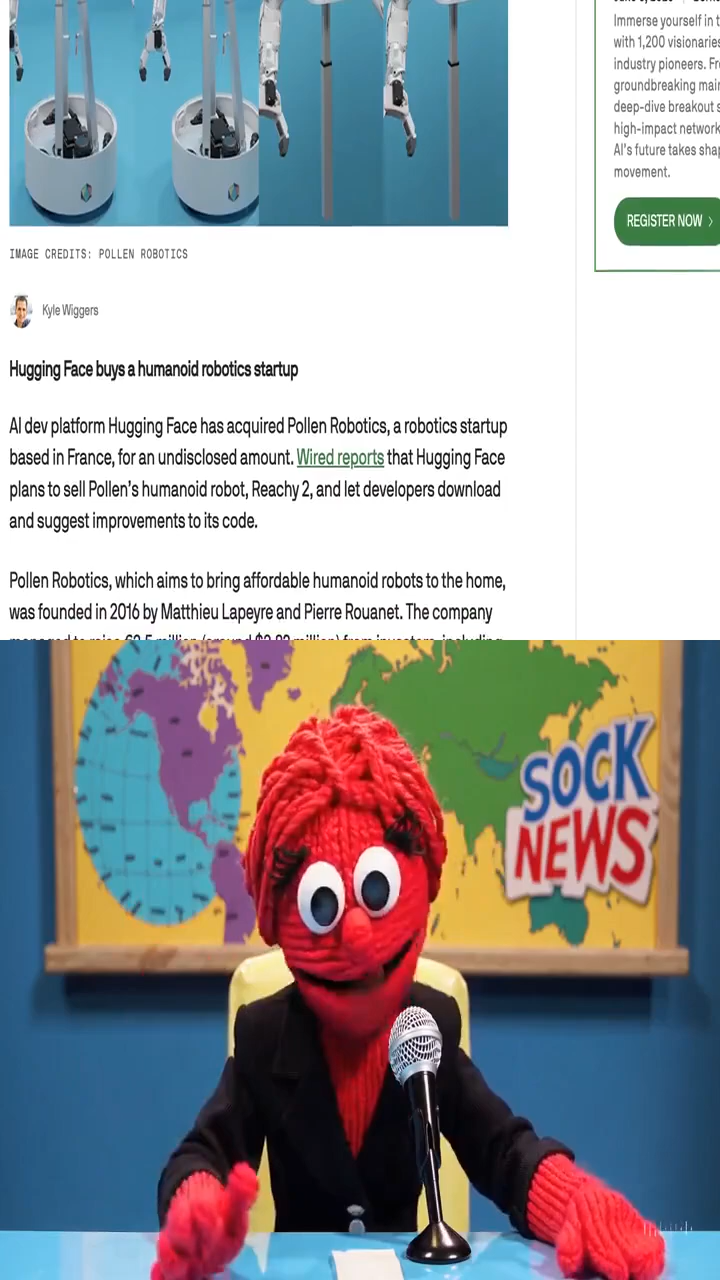 Immerse yourself in t
with 1,200 visionaries
industry pioneers. Fr
groundbreaking mai
deep-dive breakout s
high-impact network
AI's future takes shap
movement.
REGISTER NOW >
IMAGE CREDITS: POLLEN ROBOTICS
Kyle Wiggers
Hugging Face buys a humanoid robotics startup
AI dev platform Hugging Face has acquired Pollen Robotics, a robotics startup
based in France, for an undisclosed amount. Wired reports that Hugging Face
plans to sell Pollen's humanoid robot, Reachy 2, and let developers download
and suggest improvements to its code.
Pollen Robotics, which aims to bring affordable humanoid robots to the home,
was founded in 2016 by Matthieu Lapeyre and Pierre Rouanet. The company
SOCK
NEWS